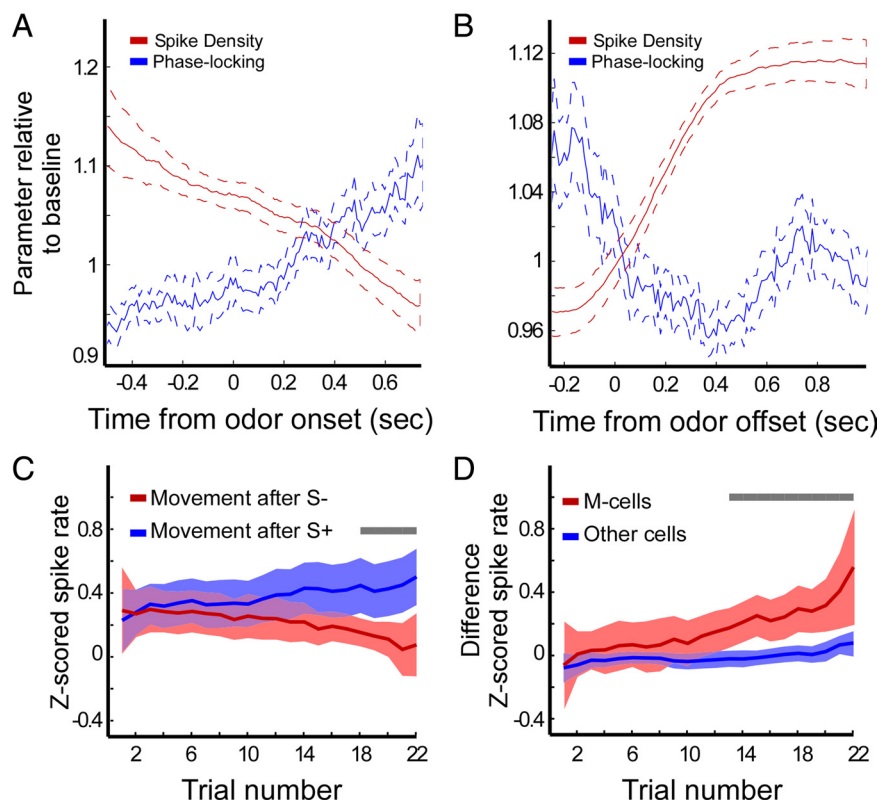 A
Spike Density
Phase-locking
Parameter relative
to baseline
1.2
1.1
1
0.9
-0.4 -0.2 0 0.2 0.4 0.6
Time from odor onset (sec)
B
Spike Density
Phase-locking
1.12
1.08
1.04
1
0.96
-0.2 0 0.2 0.4 0.6 0.8
Time from odor offset (sec)
C
Movement after S-
Movement after S+
Z-scored spike rate
0.8
0.4
0
-0.4
2 6 10 14 18 22
Trial number
D
M-cells
Other cells
Difference
Z-scored spike rate
0.8
0.4
0
-0.4
2 6 10 14 18 22
Trial number